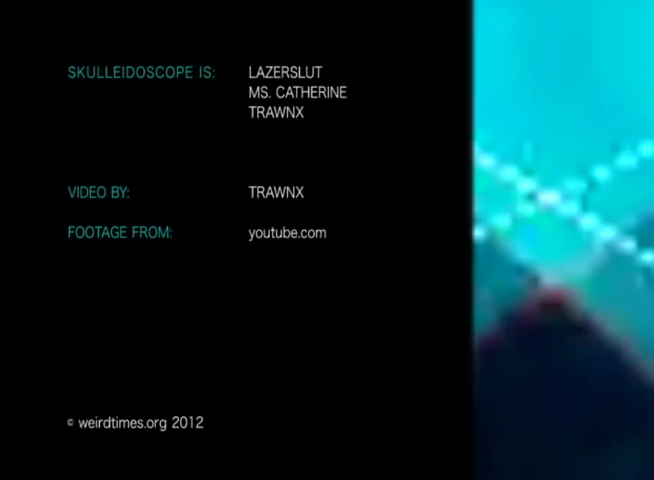 SKULLEIDOSCOPE IS: LAZERSLUT
MS. CATHERINE
TRAWNX
VIDEO BY: TRAWNX
FOOTAGE FROM: youtube.com
© weirdtimes.org 2012